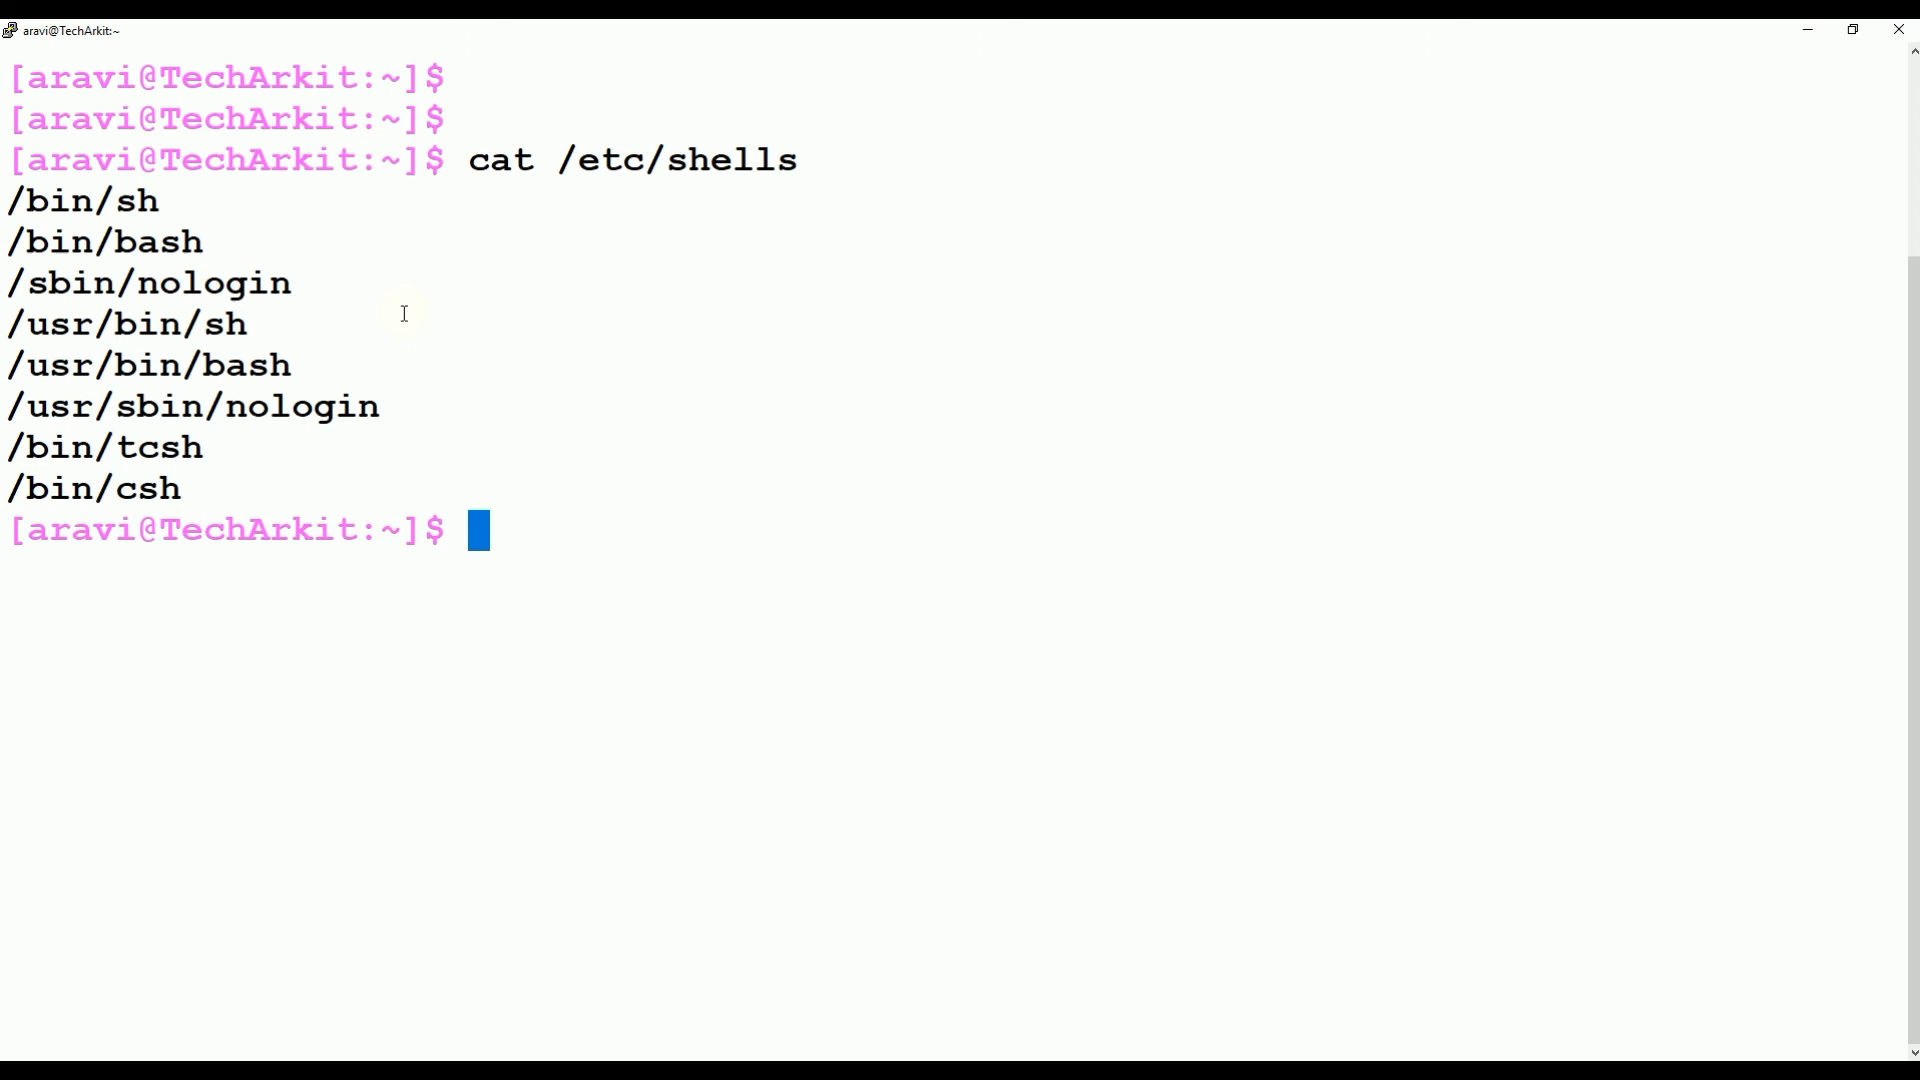 aravi@TechArkit:~
[aravi@TechArkit:~]$
[aravi@TechArkit:~]$
[aravi@TechArkit:~]$ cat /etc/shells
/bin/sh
/bin/bash
/sbin/nologin
/usr/bin/sh
/usr/bin/bash
/usr/sbin/nologin
/bin/tcsh
/bin/csh
[aravi@TechArkit:~]$